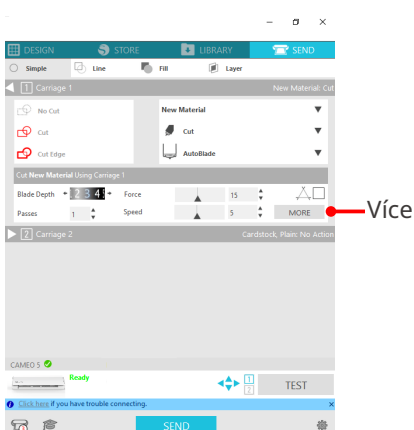 DESIGN STORE LIBRARY SEND
Simple Line Fill Layer
1 Carriage 1 New Material: Cut
No Cut New Material
Cut Cut
Cut Edge AutoBlade
Cut New Material Using Carriage 1
Blade Depth 2 3 4 Force 15
Passes 1 Speed 5 MORE Více
2 Carriage 2 Cardstock, Plain: No Action
CAMEO 5
Ready 1
2 TEST
Click here if you have trouble connecting.
SEND